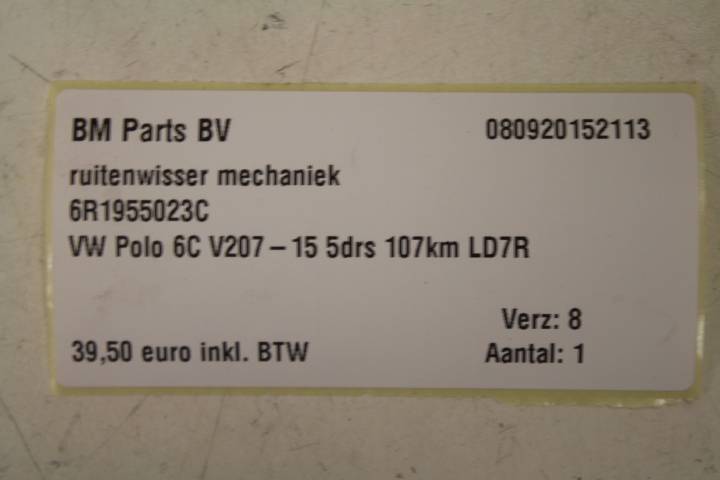 BM Parts BV 080920152113
ruitenwisser mechaniek
6R1955023C
VW Polo 6C V207 – 15 5drs 107km LD7R
Verz: 8
39,50 euro inkl. BTW Aantal: 1